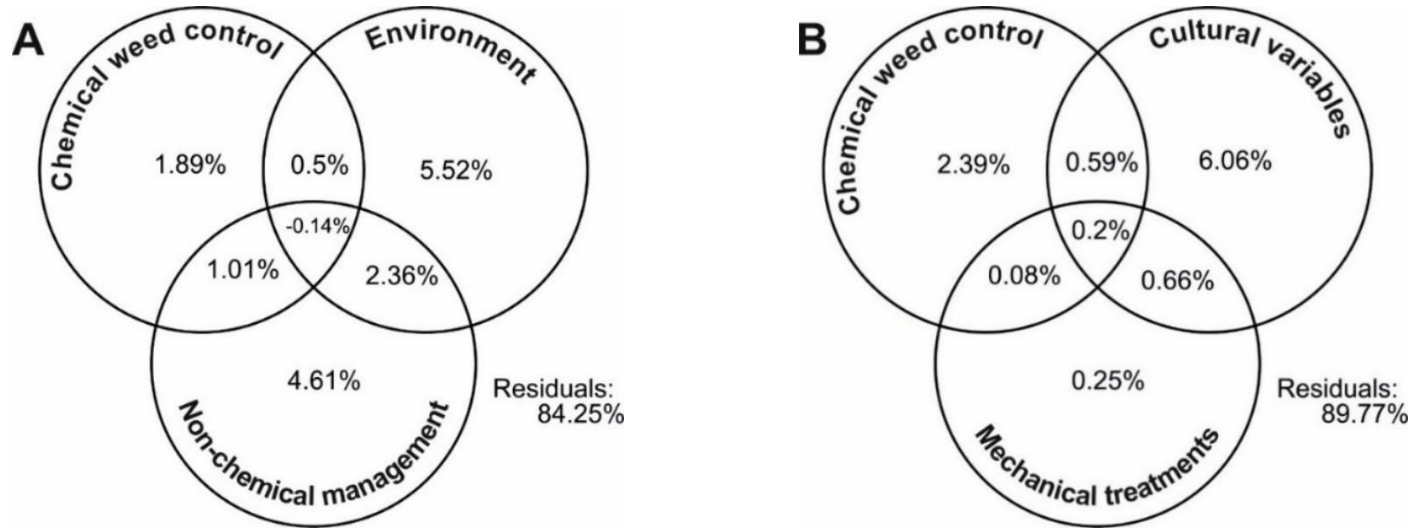 A
Chemical weed control
Environment
1.89%
0.5%
5.52%
-0.14%
1.01%
2.36%
4.61%
Non-chemical management
Residuals:
84.25%
B
Chemical weed control
Cultural variables
2.39%
0.59%
6.06%
0.2%
0.08%
0.66%
0.25%
Mechanical treatments
Residuals:
89.77%